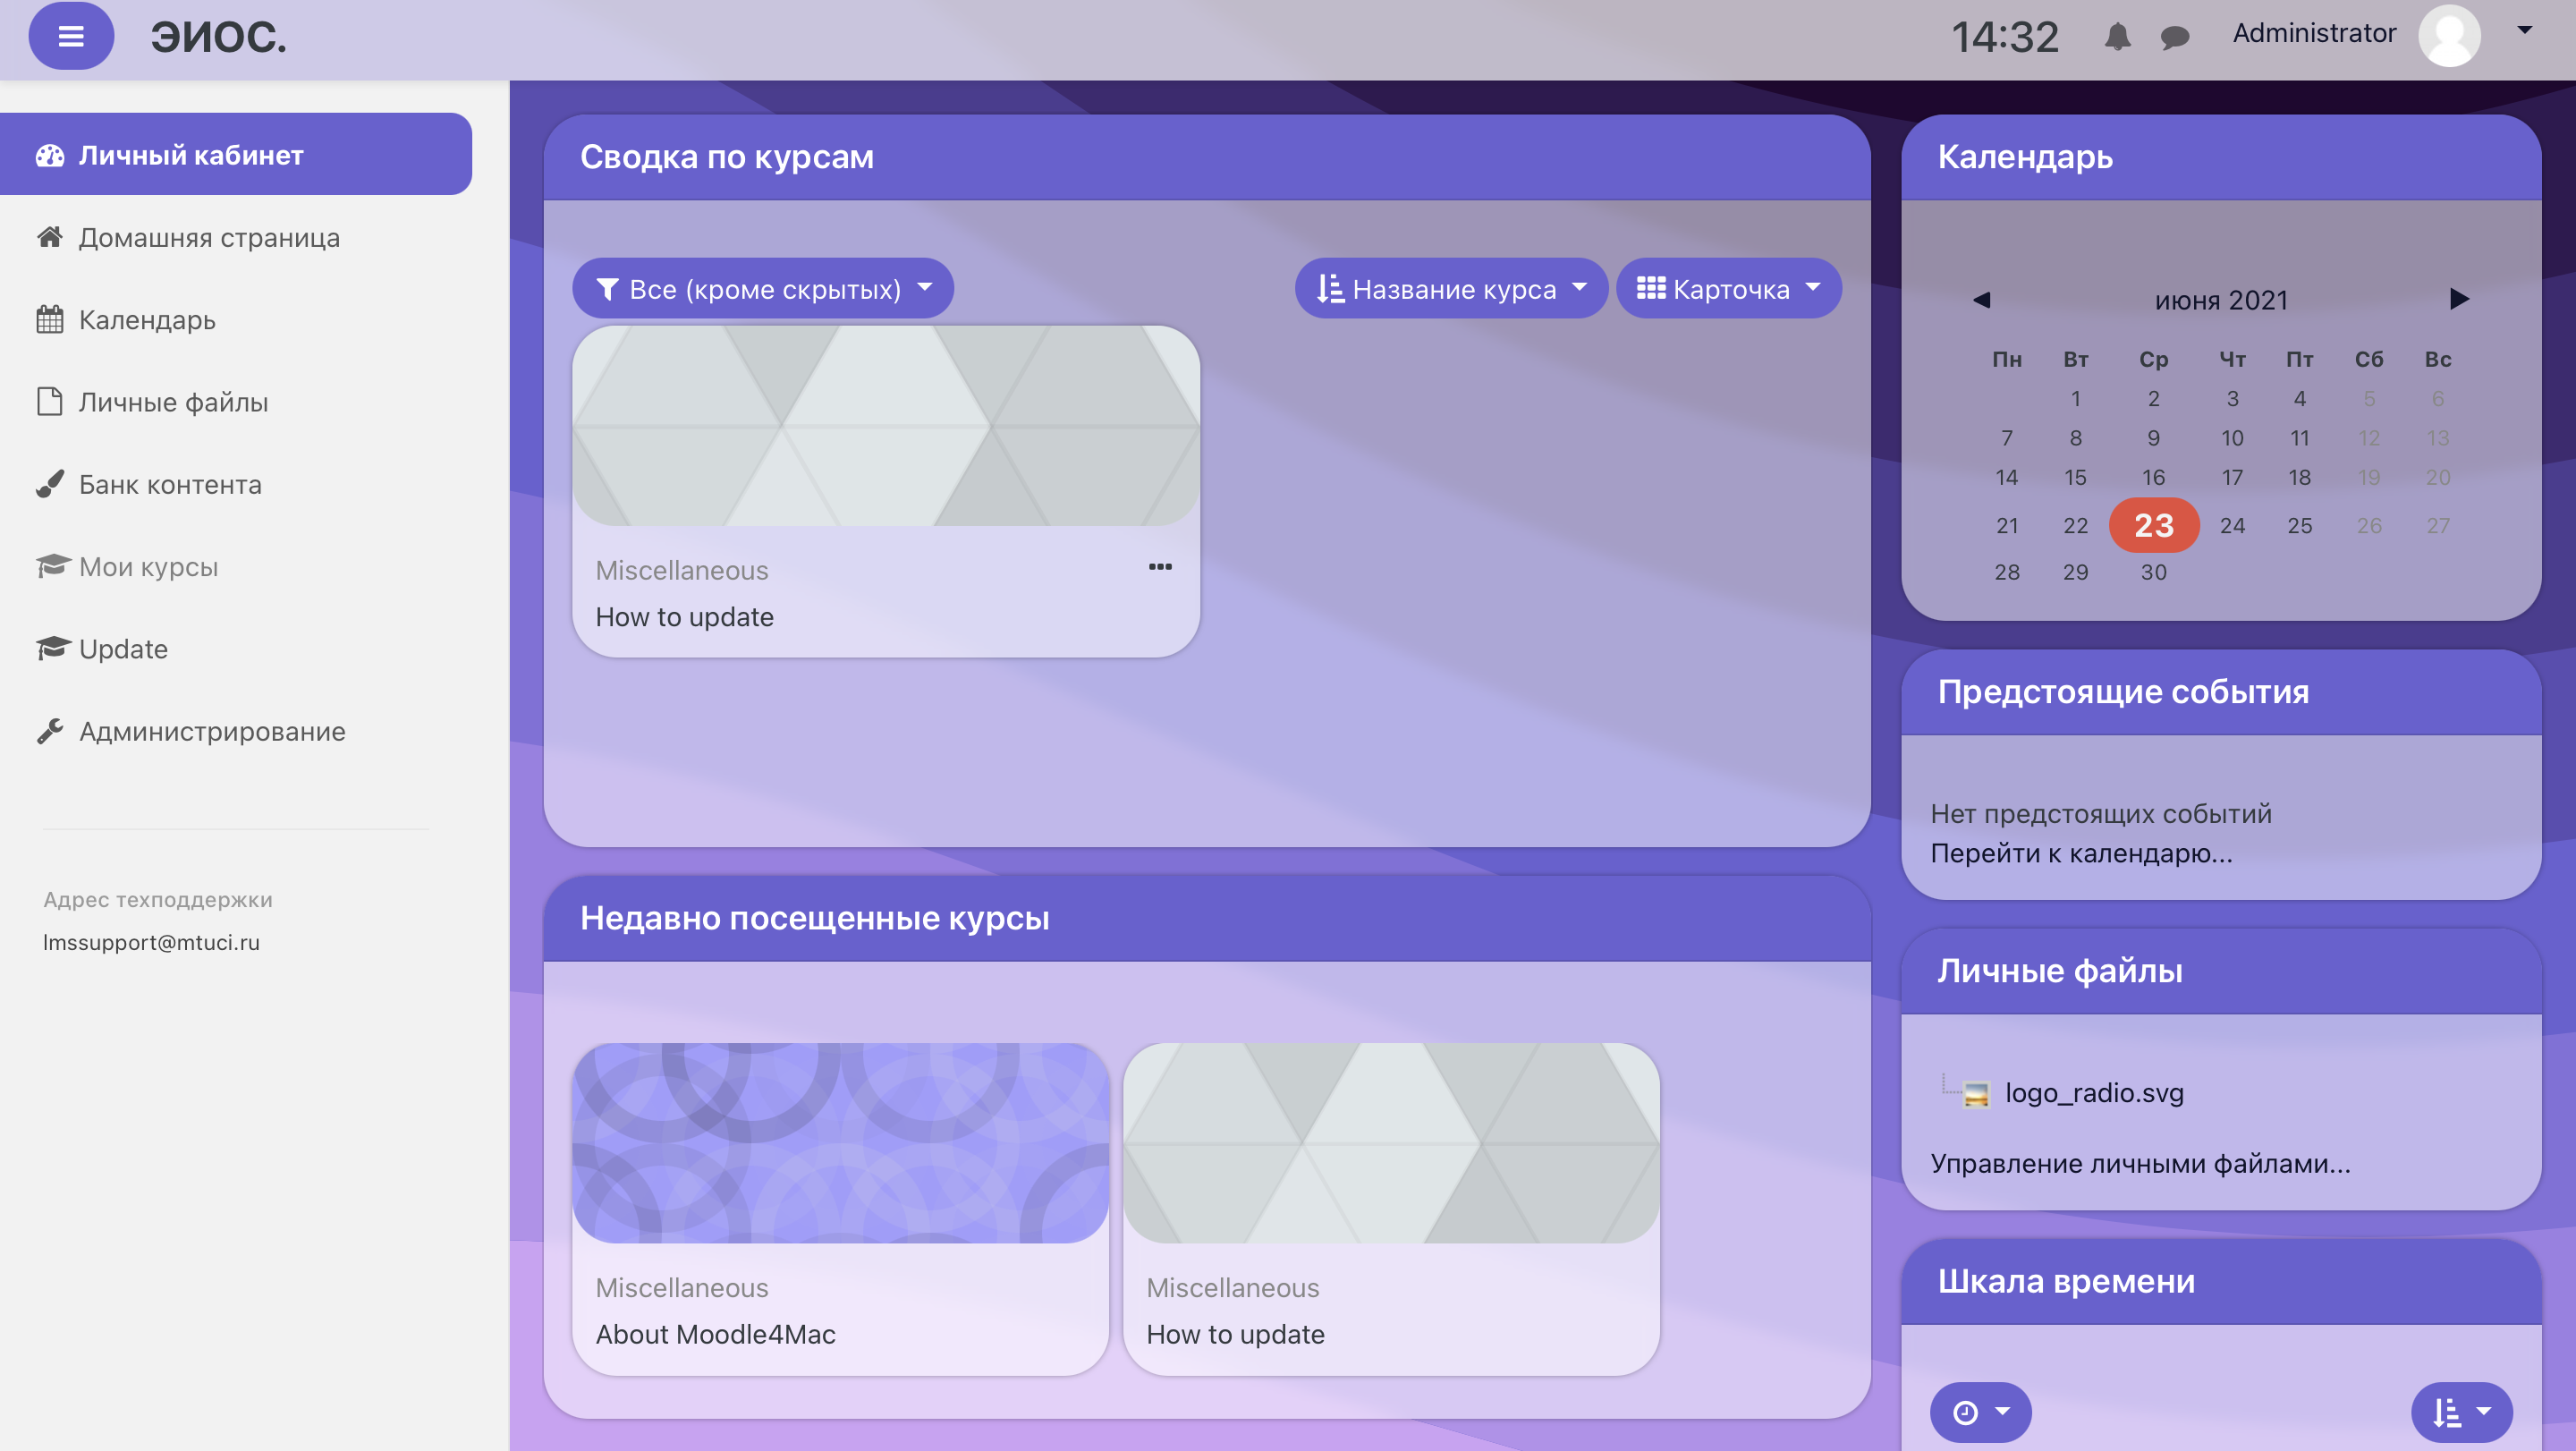 ЭИОС.
14:32
Administrator
Личный кабинет
Домашняя страница
Календарь
Личные файлы
Банк контента
Мои курсы
Update
Администрирование
Адрес техподдержки
lmssupport@mtuci.ru
Сводка по курсам
Все (кроме скрытых)
Название курса
Карточка
Miscellaneous
How to update
Недавно посещенные курсы
Miscellaneous
About Moodle4Mac
Miscellaneous
How to update
Календарь
июня 2021
Пн Вт Ср Чт Пт Сб Вс
1 2 3 4 5 6
7 8 9 10 11 12 13
14 15 16 17 18 19 20
21 22 23 24 25 26 27
28 29 30
Предстоящие события
Нет предстоящих событий
Перейти к календарю...
Личные файлы
logo_radio.svg
Управление личными файлами...
Шкала времени